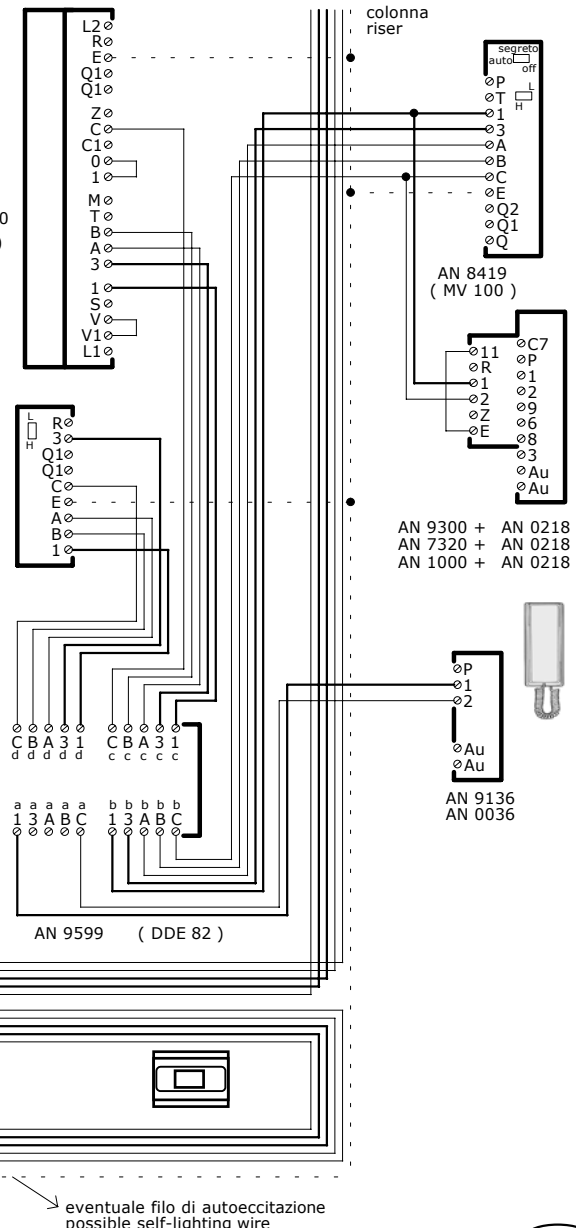 colonna
riser
L2
R
E
Q1
Q1
Z
C
C1
0
1
M
T
B
A
3
1
S
V
V1
L1
0
)
segreto
auto
off
P
T
L
H
1
3
A
B
C
E
Q2
Q1
Q
AN 8419
( MV 100 )
11
R
1
2
Z
E
C7
P
1
2
9
6
8
3
Au
Au
AN 9300 + AN 0218
AN 7320 + AN 0218
AN 1000 + AN 0218
L
H
R
3
Q1
Q1
C
E
A
B
1
P
1
2
Au
Au
AN 9136
AN 0036
C B A 3 1 C B A 3 1
d d d d d c c c c c
a a a a a b b b b b
1 3 A B C 1 3 A B C
AN 9599 ( DDE 82 )
eventuale filo di autoeccitazione
possible self-lighting wire